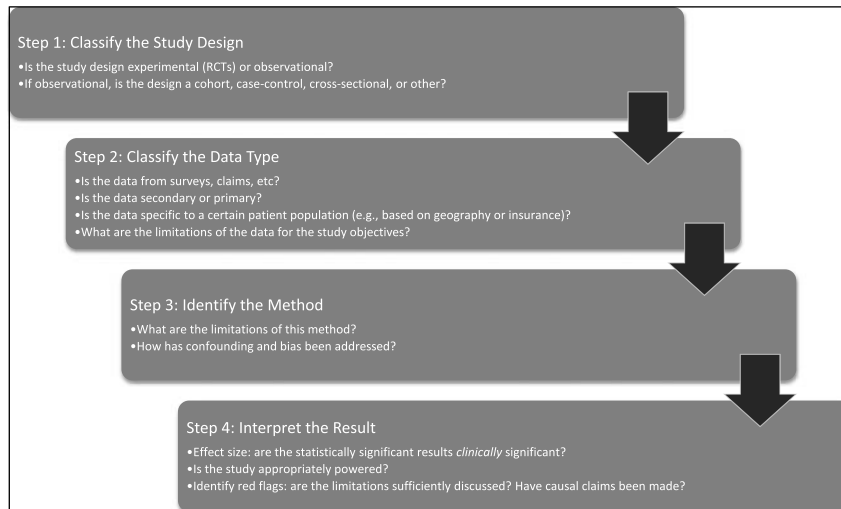 Step 1: Classify the Study Design
•Is the study design experimental (RCTs) or observational?
•If observational, is the design a cohort, case-control, cross-sectional, or other?
Step 2: Classify the Data Type
•Is the data from surveys, claims, etc?
•Is the data secondary or primary?
•Is the data specific to a certain patient population (e.g., based on geography or insurance)?
•What are the limitations of the data for the study objectives?
Step 3: Identify the Method
•What are the limitations of this method?
•How has confounding and bias been addressed?
Step 4: Interpret the Result
•Effect size: are the statistically significant results clinically significant?
•Is the study appropriately powered?
•Identify red flags: are the limitations sufficiently discussed? Have causal claims been made?